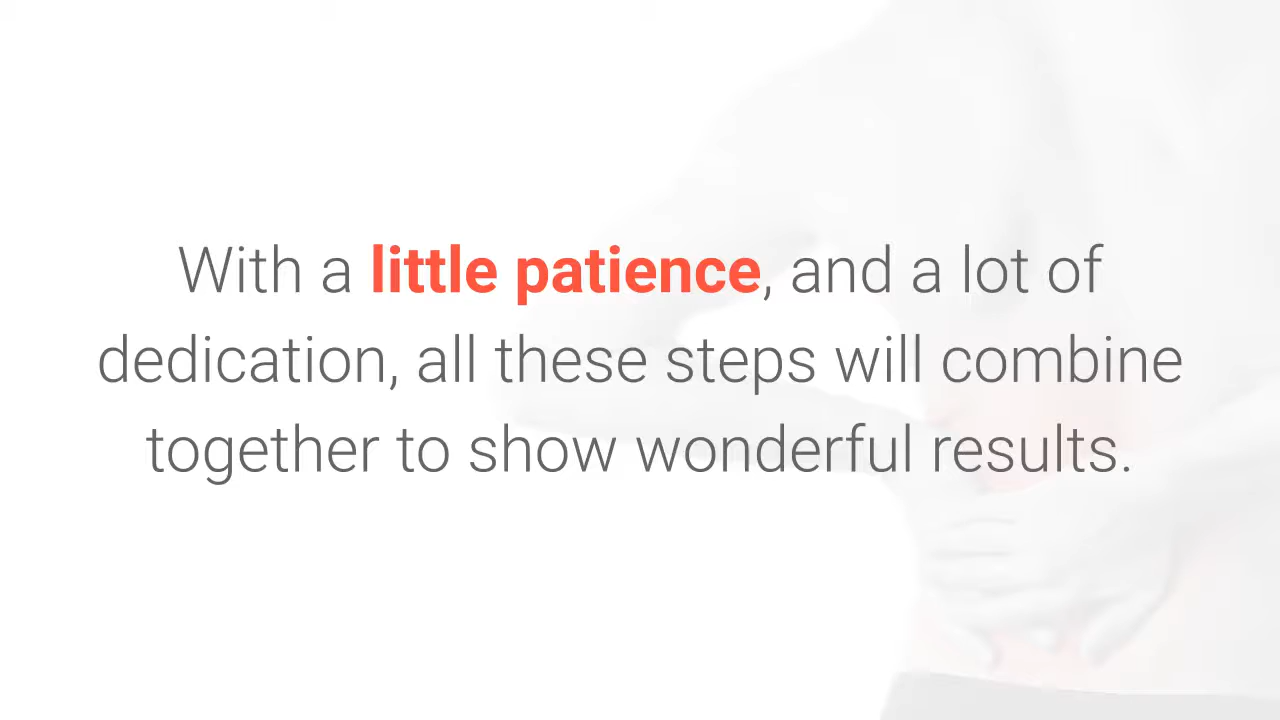 With a little patience, and a lot of
dedication, all these steps will combine
together to show wonderful results.